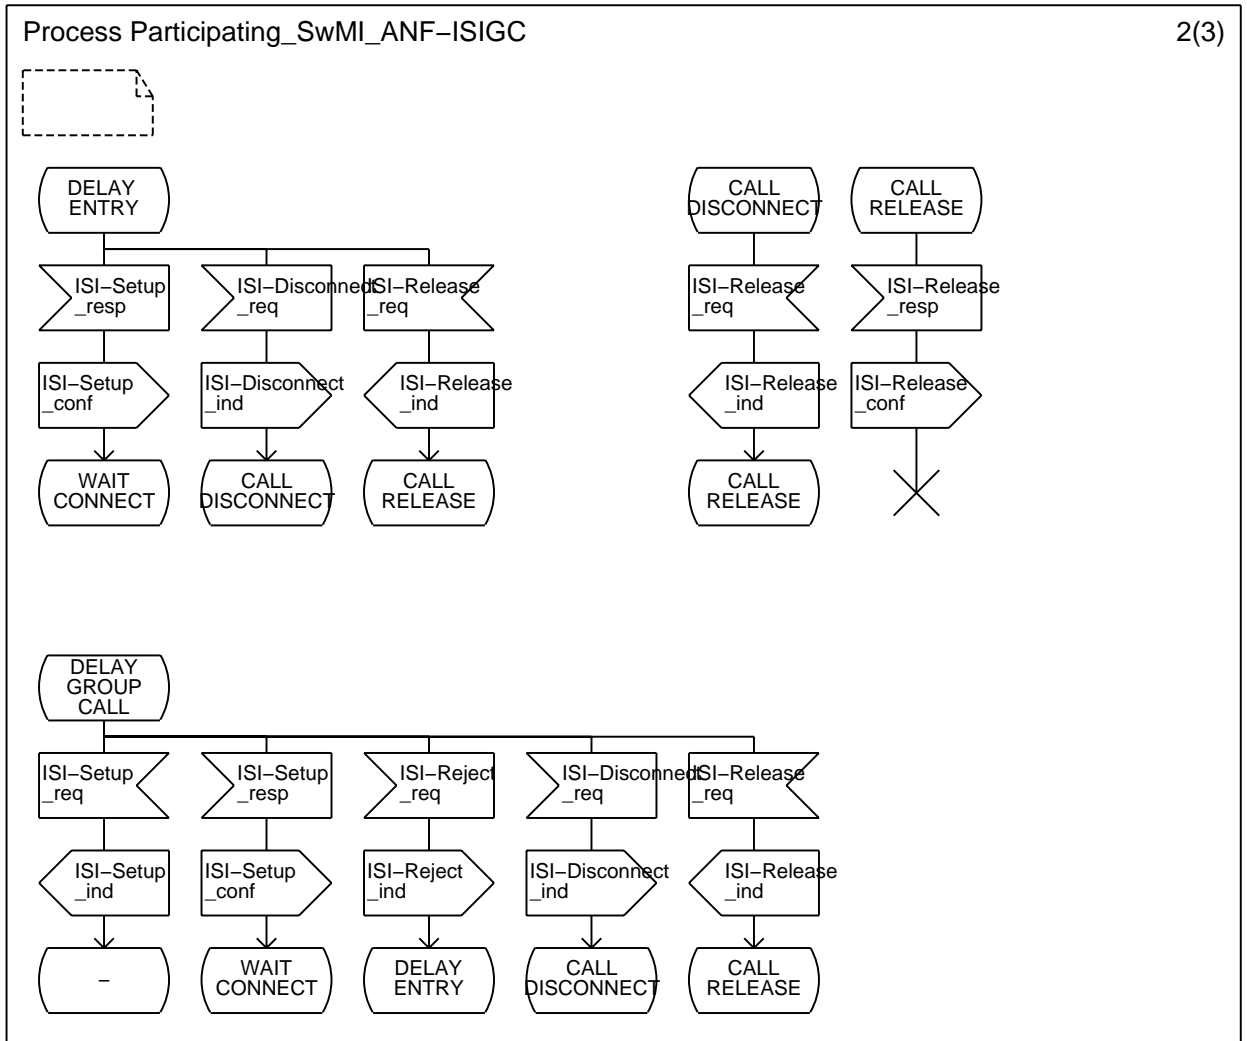 Process Participating_SwMI_ANF−ISIGC
2(3)
DELAY
ENTRY
CALL
DISCONNECT
CALL
RELEASE
ISI−Setup
_resp
ISI−Disconnect
_req
ISI−Release
_req
ISI−Release
_req
ISI−Release
_resp
ISI−Setup
_conf
ISI−Disconnect
_ind
ISI−Release
_ind
ISI−Release
_ind
ISI−Release
_conf
WAIT
CONNECT
CALL
DISCONNECT
CALL
RELEASE
CALL
RELEASE
DELAY
GROUP
CALL
ISI−Setup
_req
ISI−Setup
_resp
ISI−Reject
_req
ISI−Disconnect
_req
ISI−Release
_req
ISI−Setup
_ind
ISI−Setup
_conf
ISI−Reject
_ind
ISI−Disconnect
_ind
ISI−Release
_ind
−
WAIT
CONNECT
DELAY
ENTRY
CALL
DISCONNECT
CALL
RELEASE